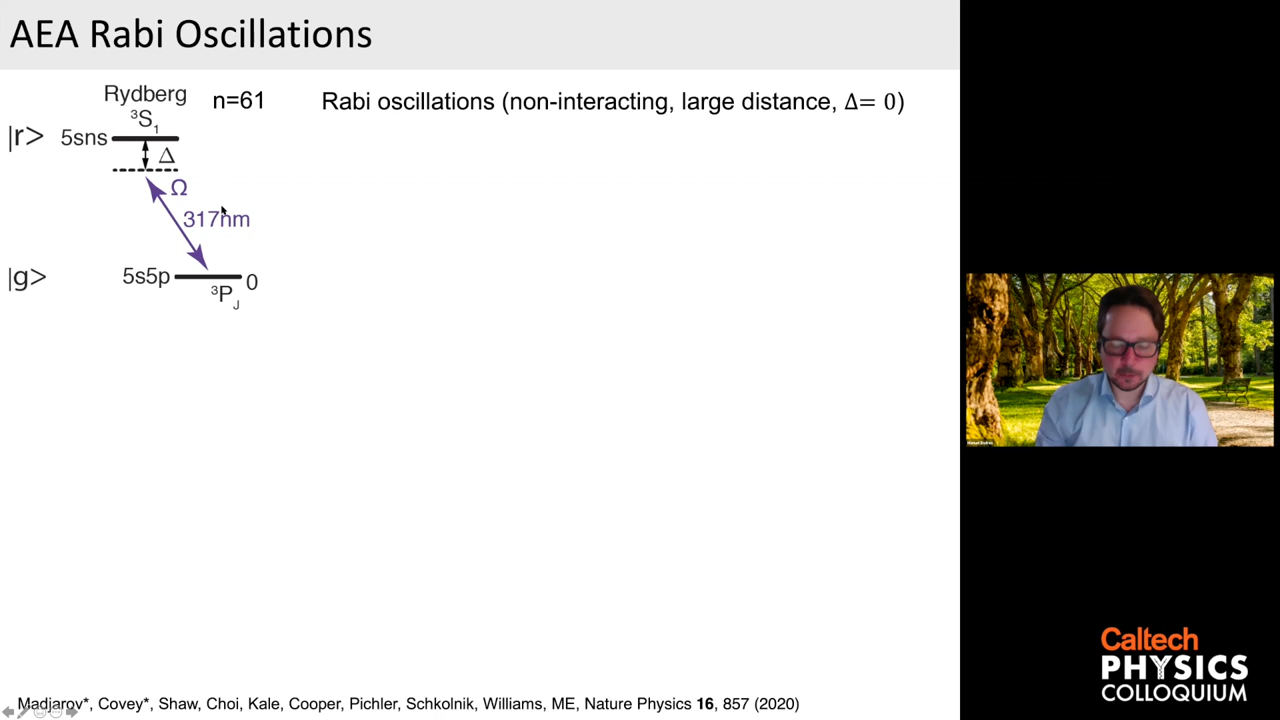 AEA Rabi Oscillations
Rydberg n=61
Rabi oscillations (non-interacting, large distance, Δ= 0)
³S₁
|r> 5sns
Δ
Ω
317nm
|g> 5s5p 0
³P_J
Caltech
PHYSICS
COLLOQUIUM
Madjarov*, Covey*, Shaw, Choi, Kale, Cooper, Pichler, Schkolnik, Williams, ME, Nature Physics 16, 857 (2020)